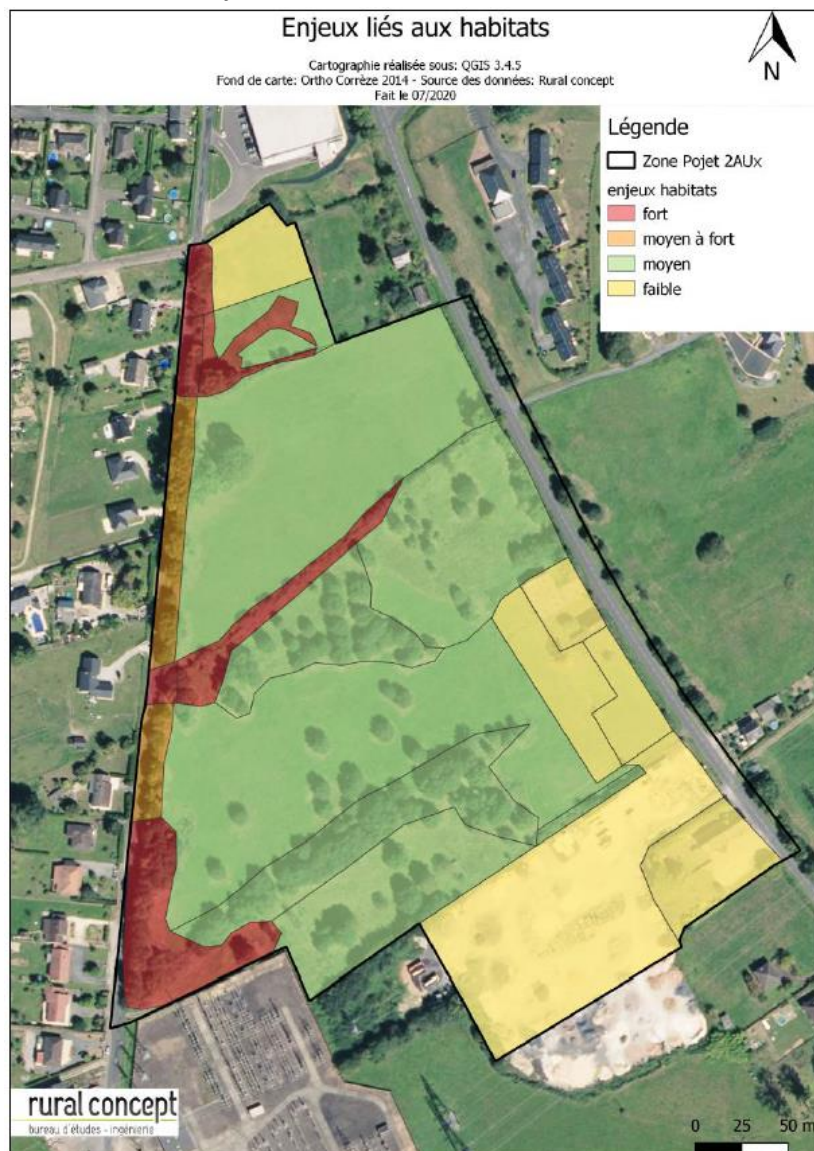 Enjeux liés aux habitats
Cartographie réalisée sous: QGIS 3.4.5
Fond de carte: Ortho Corrèze 2014 - Source des données: Rural concept
Fait le 07/2020
N
Légende
Zone Pojet 2AUx
enjeux habitats
fort
moyen à fort
moyen
faible
rural concept
bureau d'études - ingénierie
0 25 50 m